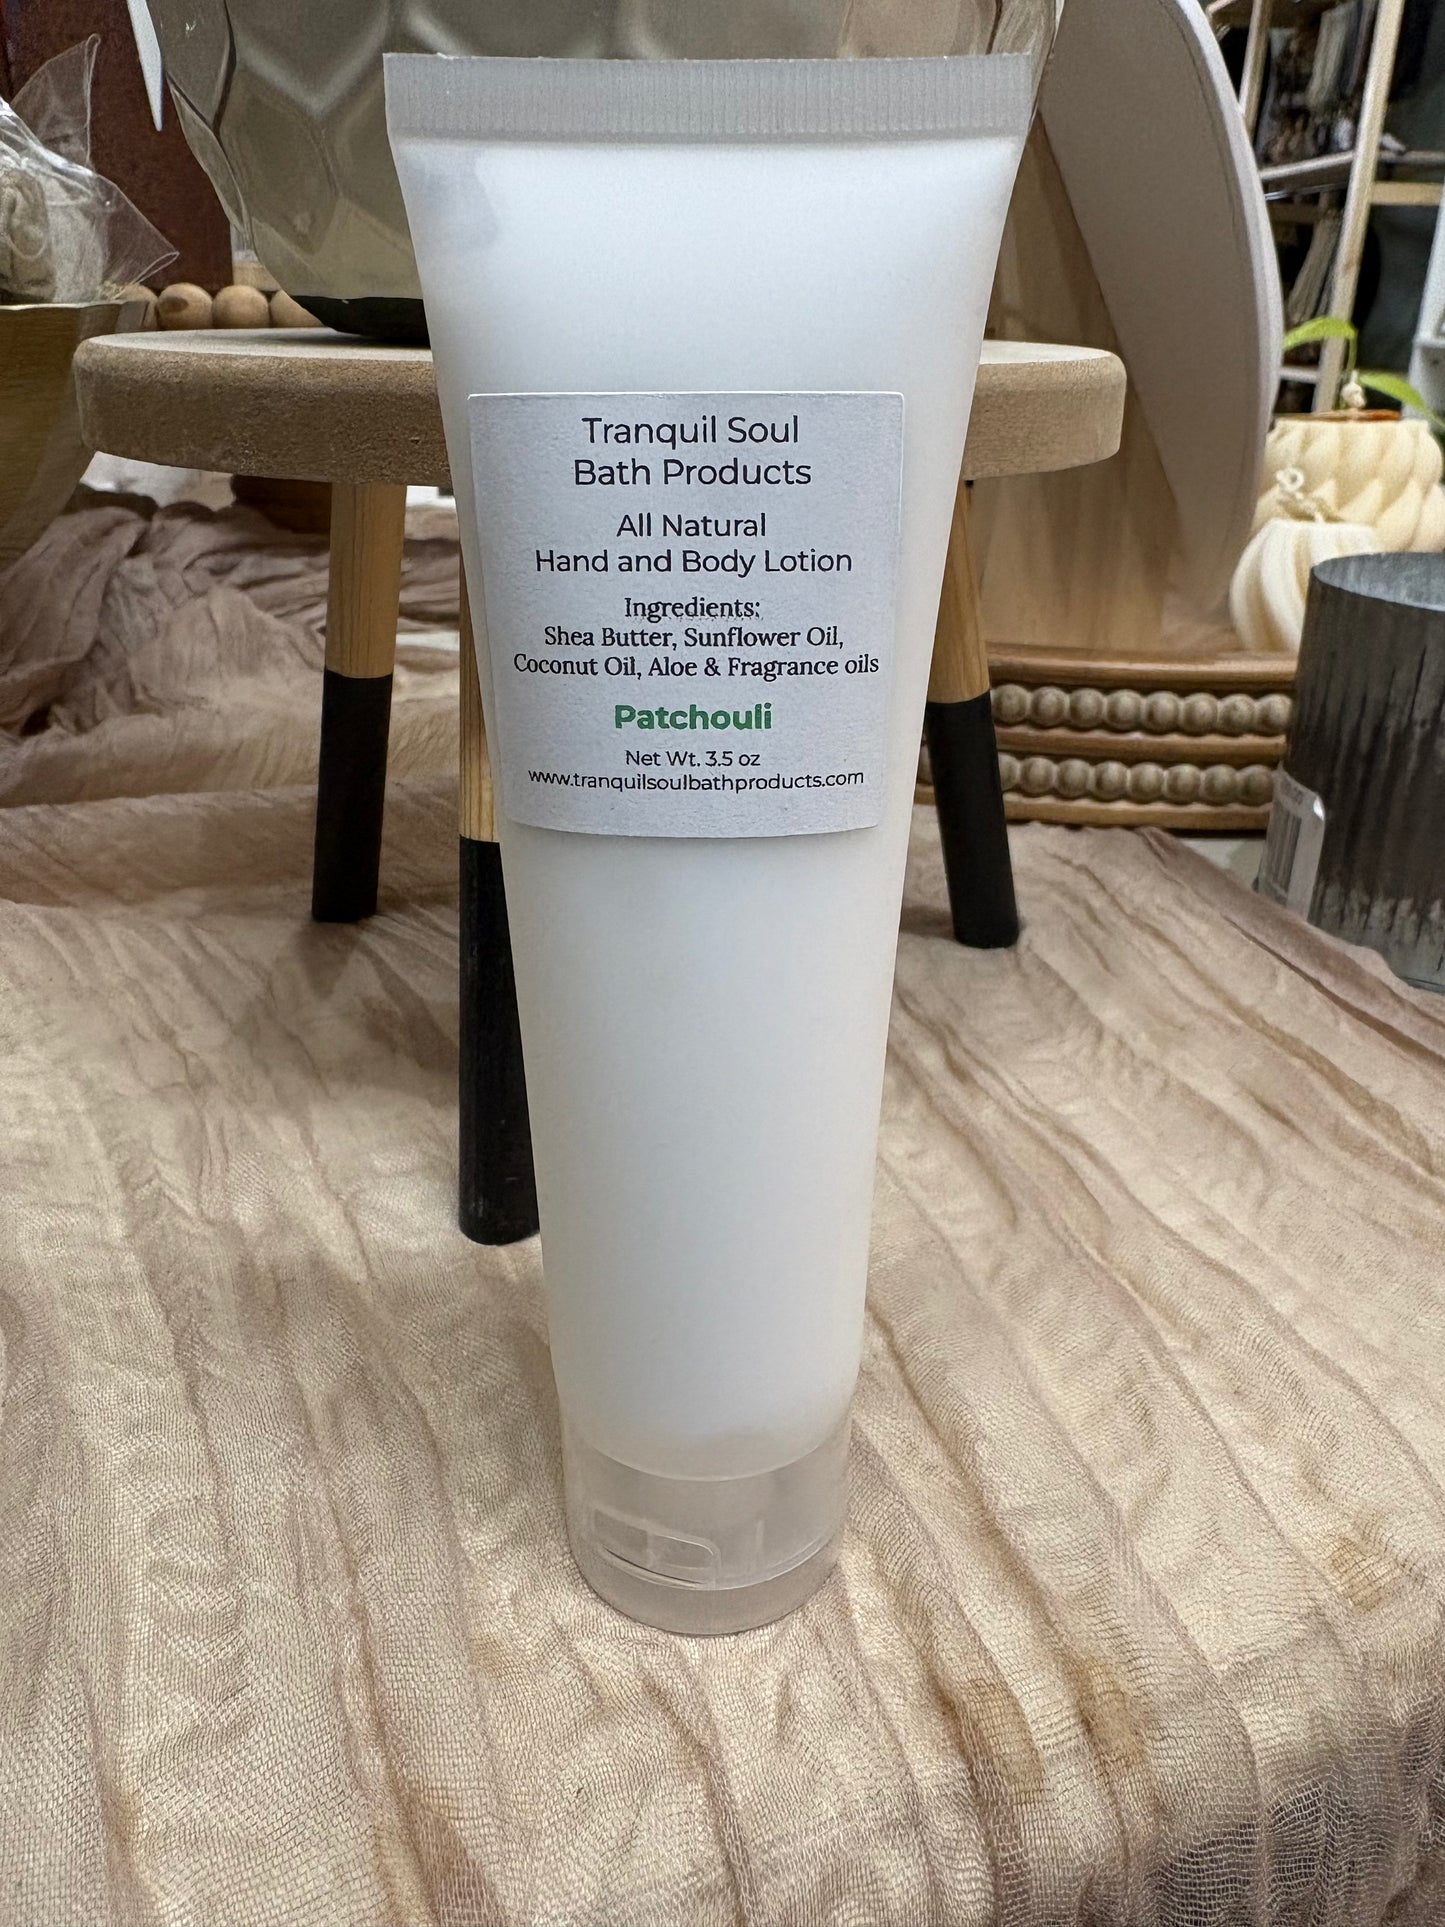 Tranquil Soul
Bath Products
All Natural
Hand and Body Lotion
Ingredients:
Shea Butter, Sunflower Oil,
Coconut Oil, Aloe & Fragrance oils
Patchouli
Net Wt. 3.5 oz
www.tranquilsoulbathproducts.com